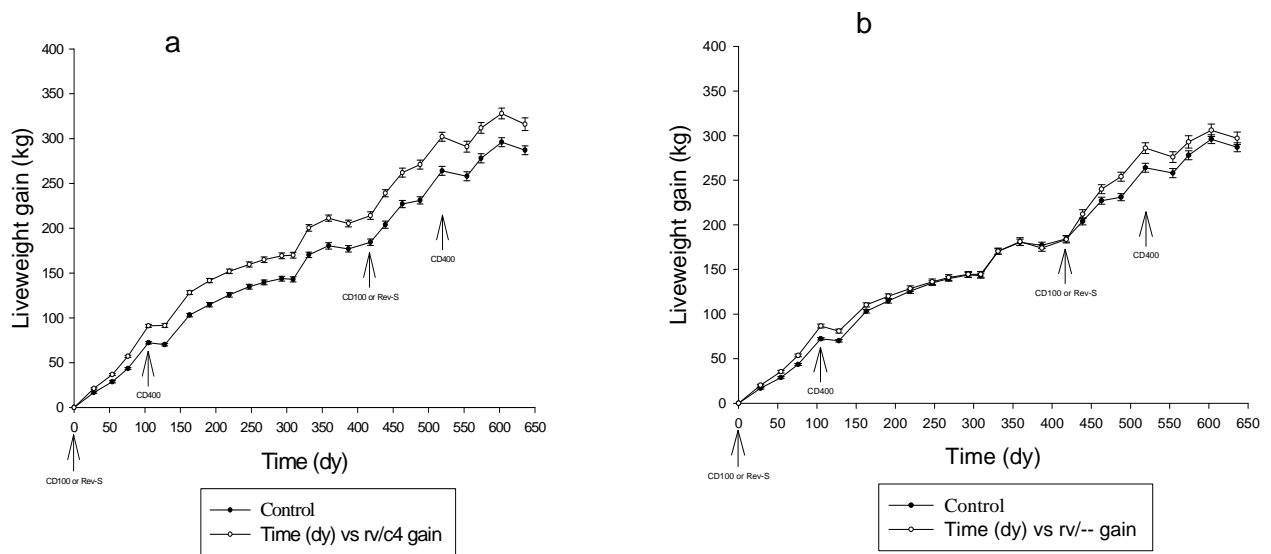 a
400
350
300
250
200
150
100
50
0
Liveweight gain (kg)
CD400
CD100 or Rev-S
CD400
0 50 100 150 200 250 300 350 400 450 500 550 600 650
Time (dy)
CD100 or Rev-S
Control
Time (dy) vs rv/c4 gain
b
400
350
300
250
200
150
100
50
0
Liveweight gain (kg)
CD400
CD100 or Rev-S
CD400
0 50 100 150 200 250 300 350 400 450 500 550 600 650
Time (dy)
CD100 or Rev-S
Control
Time (dy) vs rv/-- gain